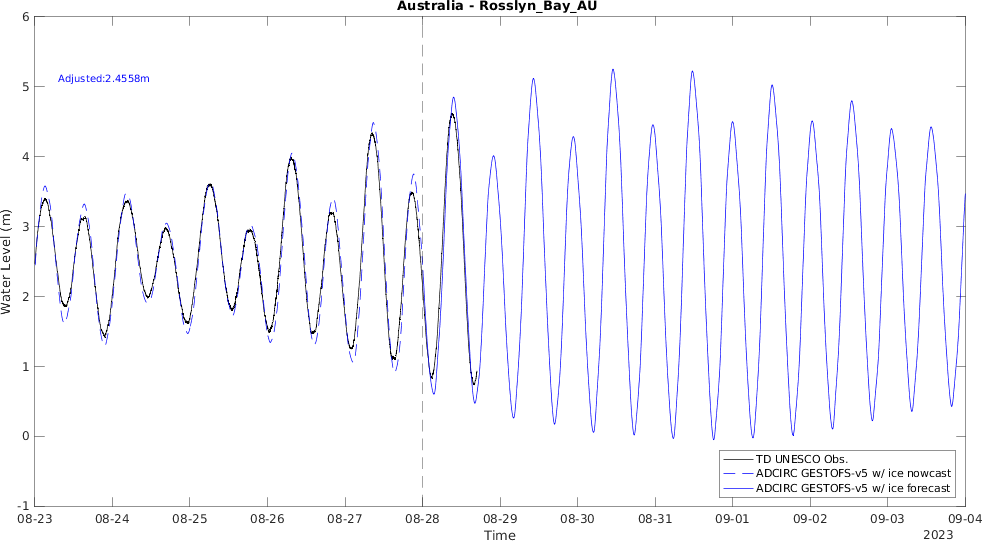 Australia - Rosslyn_Bay_AU
6
5
4
3
2
1
0
-1
Water Level (m)
Adjusted:2.4558m
TD UNESCO Obs.
ADCIRC GESTOFS-v5 w/ ice nowcast
ADCIRC GESTOFS-v5 w/ ice forecast
08-23 08-24 08-25 08-26 08-27 08-28 08-29 08-30 08-31 09-01 09-02 09-03 09-04
Time
2023